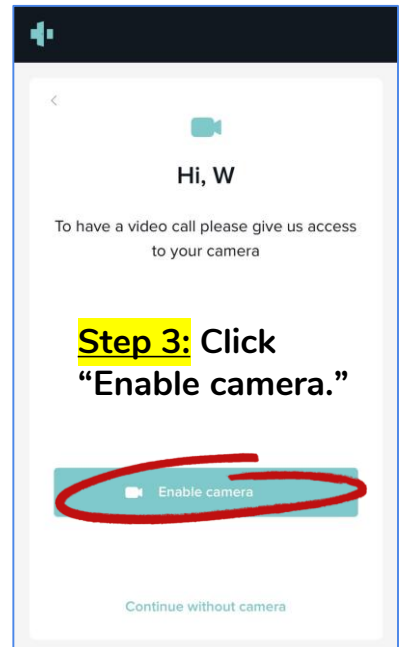 Hi, W
To have a video call please give us access
to your camera
Step 3: Click
“Enable camera.”
Enable camera
Continue without camera